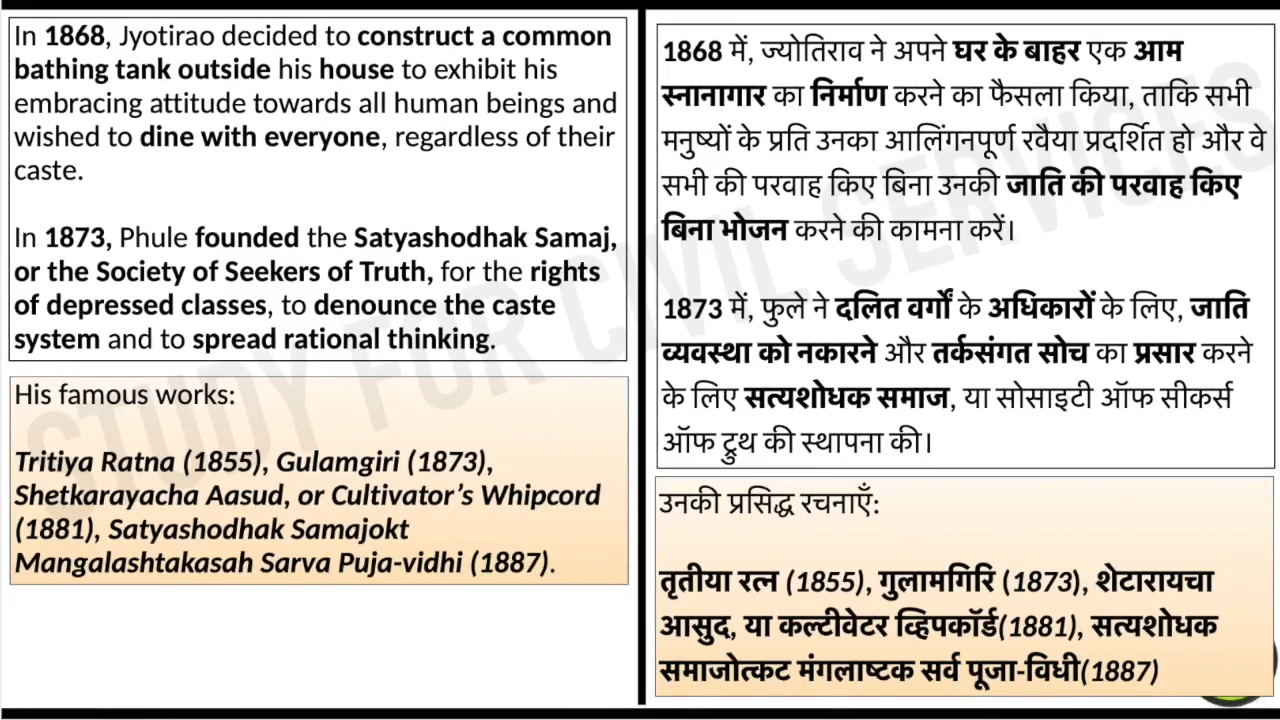 In 1868, Jyotirao decided to construct a common
bathing tank outside his house to exhibit his
embracing attitude towards all human beings and
wished to dine with everyone, regardless of their
caste.
In 1873, Phule founded the Satyashodhak Samaj,
or the Society of Seekers of Truth, for the rights
of depressed classes, to denounce the caste
system and to spread rational thinking.
His famous works:
Tritiya Ratna (1855), Gulamgiri (1873),
Shetkarayacha Aasud, or Cultivator’s Whipcord
(1881), Satyashodhak Samajokt
Mangalashtakasah Sarva Puja-vidhi (1887).
1868 में, ज्योतिराव ने अपने घर के बाहर एक आम
स्नानागार का निर्माण करने का फैसला किया, ताकि सभी
मनुष्यों के प्रति उनका आलिंगनपूर्ण रवैया प्रदर्शित हो और वे
सभी की परवाह किए बिना उनकी जाति की परवाह किए
बिना भोजन करने की कामना करें।
1873 में, फुले ने दलित वर्गों के अधिकारों के लिए, जाति
व्यवस्था को नकारने और तर्कसंगत सोच का प्रसार करने
के लिए सत्यशोधक समाज, या सोसाइटी ऑफ सीकर्स
ऑफ ट्रुथ की स्थापना की।
उनकी प्रसिद्ध रचनाएँ:
तृतीया रत्न (1855), गुलामगिरि (1873), शेटारायचा
आसुद, या कल्टीवेटर व्हिपकॉर्ड(1881), सत्यशोधक
समाजोत्कट मंगलाष्टक सर्व पूजा-विधी(1887)
STUDY FOR CIVIL SERVICES